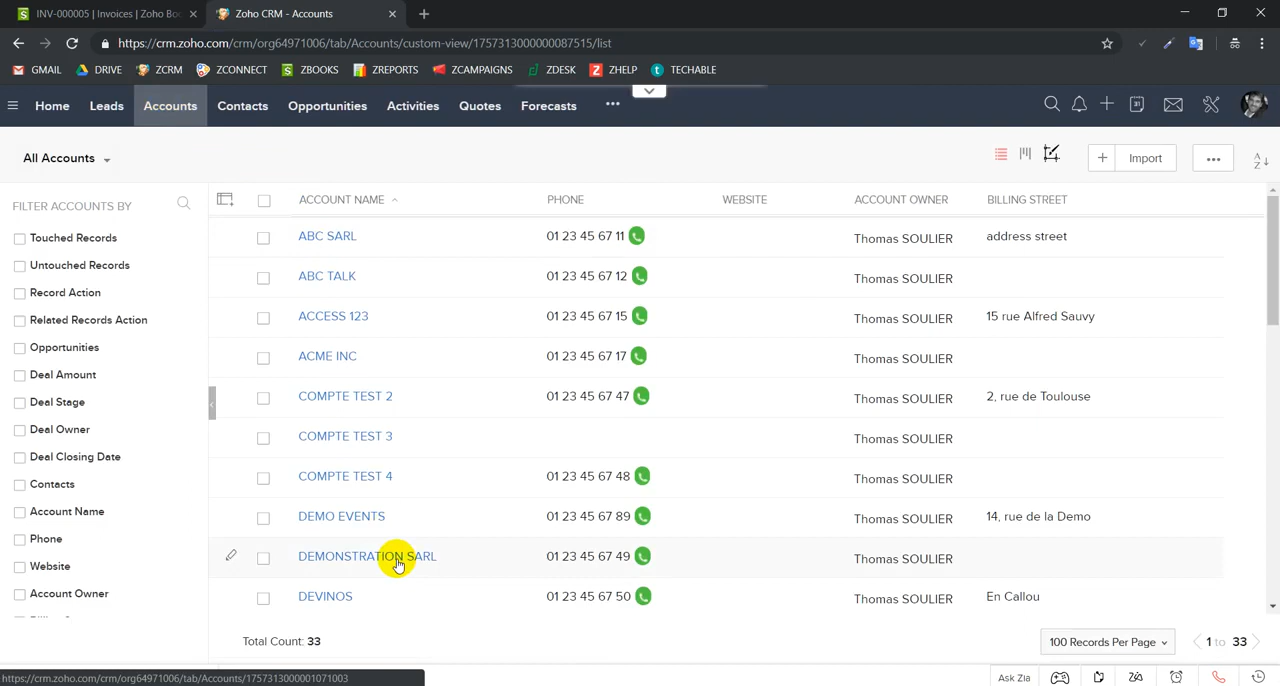 INV-000005 | Invoices | Zoho Bo
Zoho CRM - Accounts
https://crm.zoho.com/crm/org64971006/tab/Accounts/custom-view/1757313000000087515/list
GMAIL DRIVE ZCRM ZCONNECT ZBOOKS ZREPORTS ZCAMPAIGNS ZDESK ZHELP TECHABLE
Home Leads Accounts Contacts Opportunities Activities Quotes Forecasts •••
All Accounts
+ Import •••
A Z
FILTER ACCOUNTS BY
Touched Records
Untouched Records
Record Action
Related Records Action
Opportunities
Deal Amount
Deal Stage
Deal Owner
Deal Closing Date
Contacts
Account Name
Phone
Website
Account Owner
ACCOUNT NAME PHONE WEBSITE ACCOUNT OWNER BILLING STREET
ABC SARL 01 23 45 67 11 Thomas SOULIER address street
ABC TALK 01 23 45 67 12 Thomas SOULIER
ACCESS 123 01 23 45 67 15 Thomas SOULIER 15 rue Alfred Sauvy
ACME INC 01 23 45 67 17 Thomas SOULIER
COMPTE TEST 2 01 23 45 67 47 Thomas SOULIER 2, rue de Toulouse
COMPTE TEST 3 Thomas SOULIER
COMPTE TEST 4 01 23 45 67 48 Thomas SOULIER
DEMO EVENTS 01 23 45 67 89 Thomas SOULIER 14, rue de la Demo
DEMONSTRATION SARL 01 23 45 67 49 Thomas SOULIER
DEVINOS 01 23 45 67 50 Thomas SOULIER En Callou
Total Count: 33
100 Records Per Page
1 to 33
https://crm.zoho.com/crm/org64971006/tab/Accounts/1757313000001071003
Ask Zia